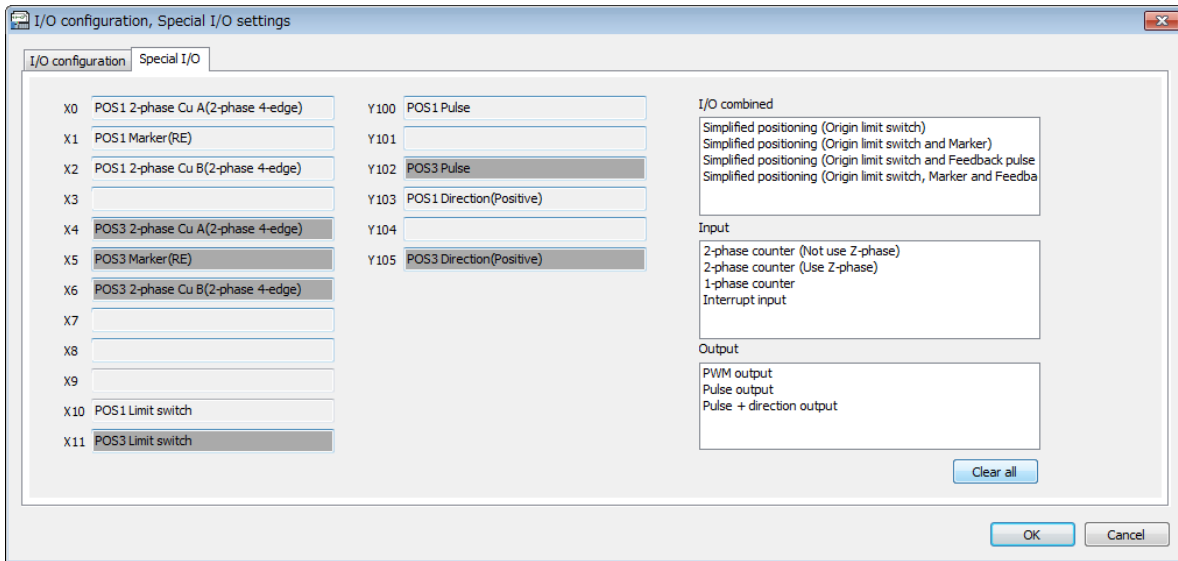 I/O configuration, Special I/O settings
I/O configuration Special I/O
X0 POS1 2-phase Cu A(2-phase 4-edge)
X1 POS1 Marker(RE)
X2 POS1 2-phase Cu B(2-phase 4-edge)
X3
X4 POS3 2-phase Cu A(2-phase 4-edge)
X5 POS3 Marker(RE)
X6 POS3 2-phase Cu B(2-phase 4-edge)
X7
X8
X9
X10 POS1 Limit switch
X11 POS3 Limit switch
Y100 POS1 Pulse
Y101
Y102 POS3 Pulse
Y103 POS1 Direction(Positive)
Y104
Y105 POS3 Direction(Positive)
I/O combined
Simplified positioning (Origin limit switch)
Simplified positioning (Origin limit switch and Marker)
Simplified positioning (Origin limit switch and Feedback pulse
Simplified positioning (Origin limit switch, Marker and Feedba
Input
2-phase counter (Not use Z-phase)
2-phase counter (Use Z-phase)
1-phase counter
Interrupt input
Output
PWM output
Pulse output
Pulse + direction output
Clear all
OK Cancel